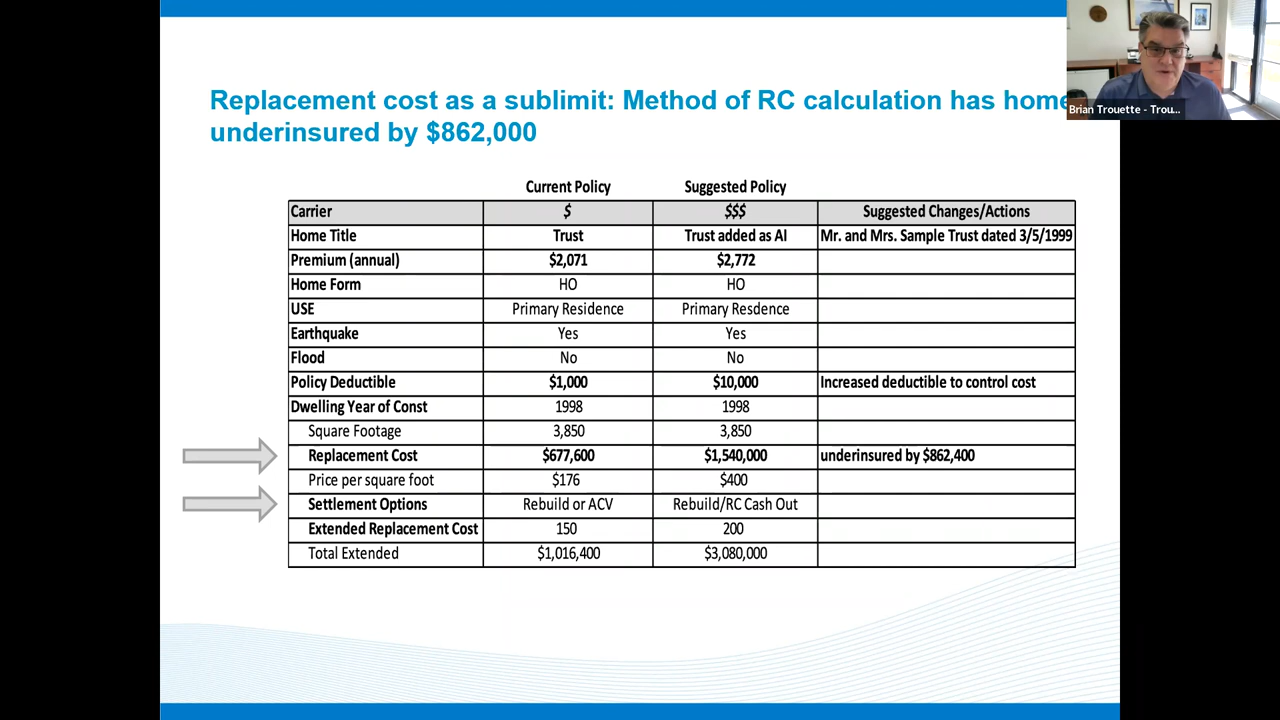 Replacement cost as a sublimit: Method of RC calculation has home
underinsured by $862,000
Brian Trouette - Trou...
Current Policy Suggested Policy
Carrier $ $$$ Suggested Changes/Actions
Home Title Trust Trust added as AI Mr. and Mrs. Sample Trust dated 3/5/1999
Premium (annual) $2,071 $2,772
Home Form HO HO
USE Primary Residence Primary Resdence
Earthquake Yes Yes
Flood No No
Policy Deductible $1,000 $10,000 Increased deductible to control cost
Dwelling Year of Const 1998 1998
Square Footage 3,850 3,850
Replacement Cost $677,600 $1,540,000 underinsured by $862,400
Price per square foot $176 $400
Settlement Options Rebuild or ACV Rebuild/RC Cash Out
Extended Replacement Cost 150 200
Total Extended $1,016,400 $3,080,000